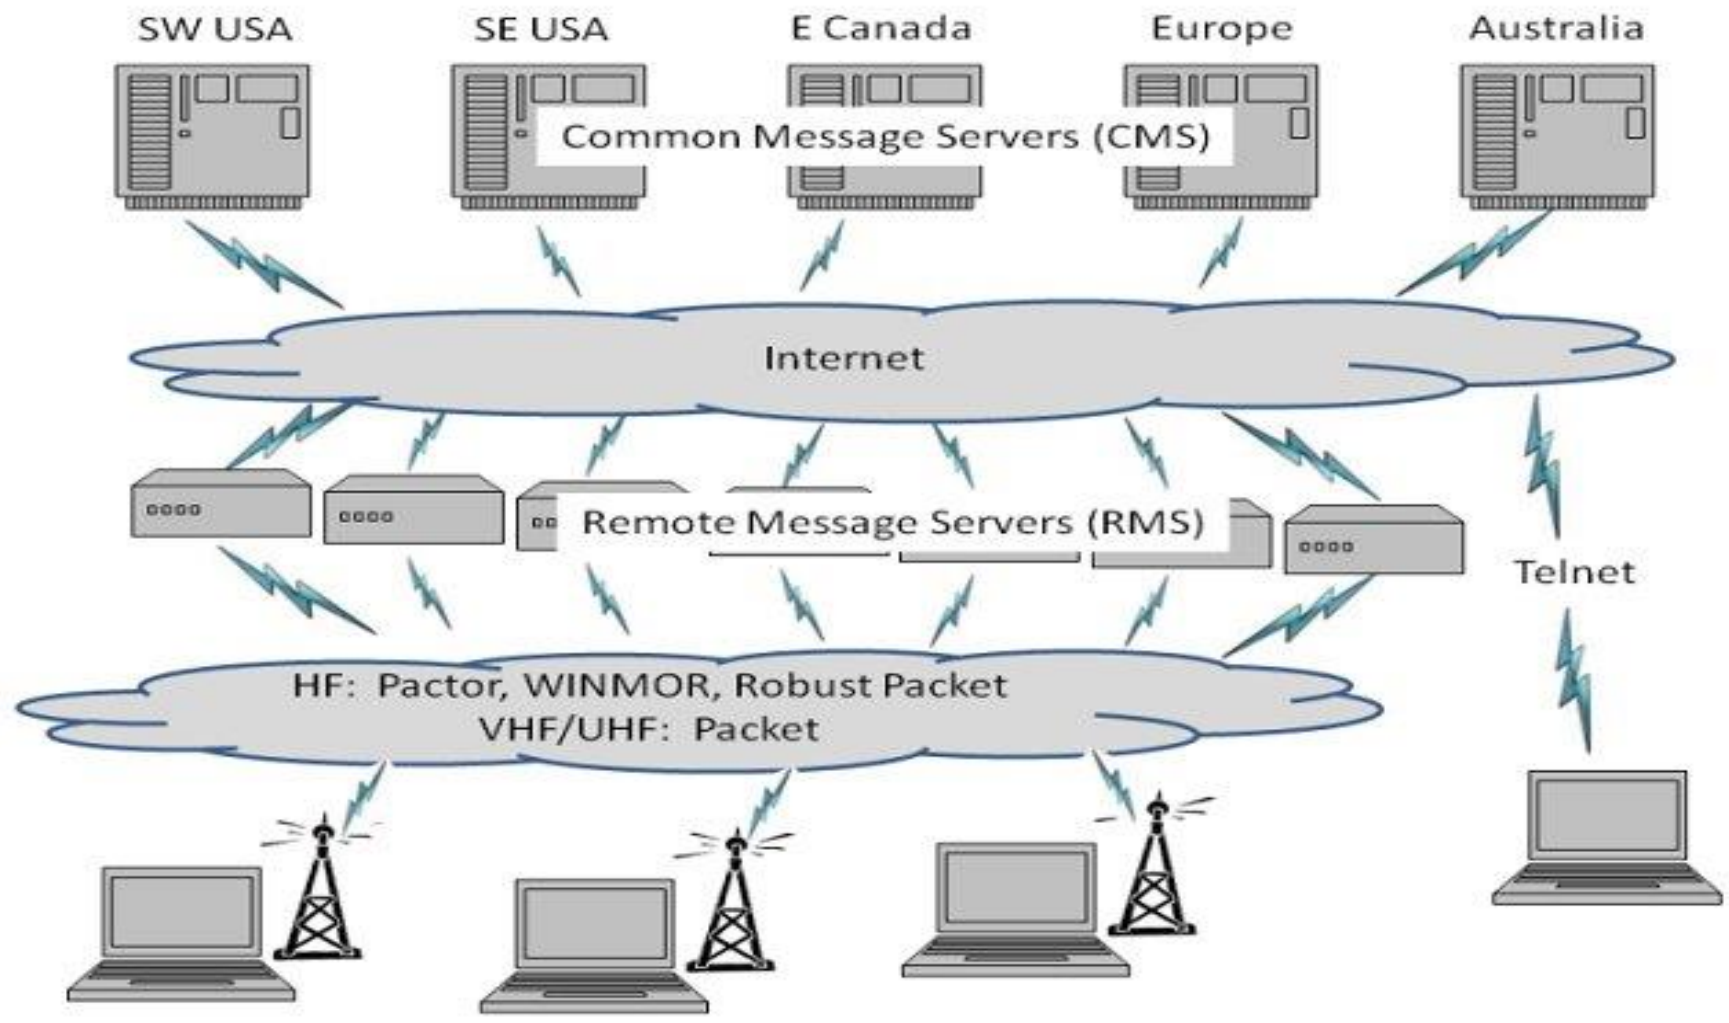 SW USA
SE USA
E Canada
Europe
Australia
Common Message Servers (CMS)
Internet
Remote Message Servers (RMS)
Telnet
HF:  Pactor, WINMOR, Robust Packet
VHF/UHF:  Packet